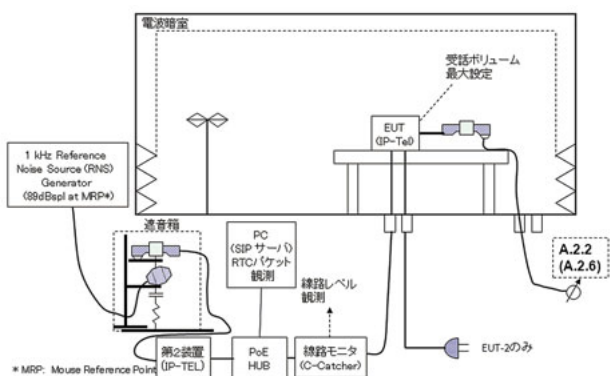 電波暗室
受話ボリューム
最大設定
EUT
(IP-Tel)
1 kHz Reference
Noise Source (RNS)
Generator
(89dBspl at MRP*)
遮音箱
PC
(SIP サーバ)
RTCパケット
観測
線路レベル
観測
A.2.2
(A.2.6)
第2装置
(IP-TEL)
PoE
HUB
線路モニタ
(C-Catcher)
EUT-2のみ
* MRP: Mouse Reference Point